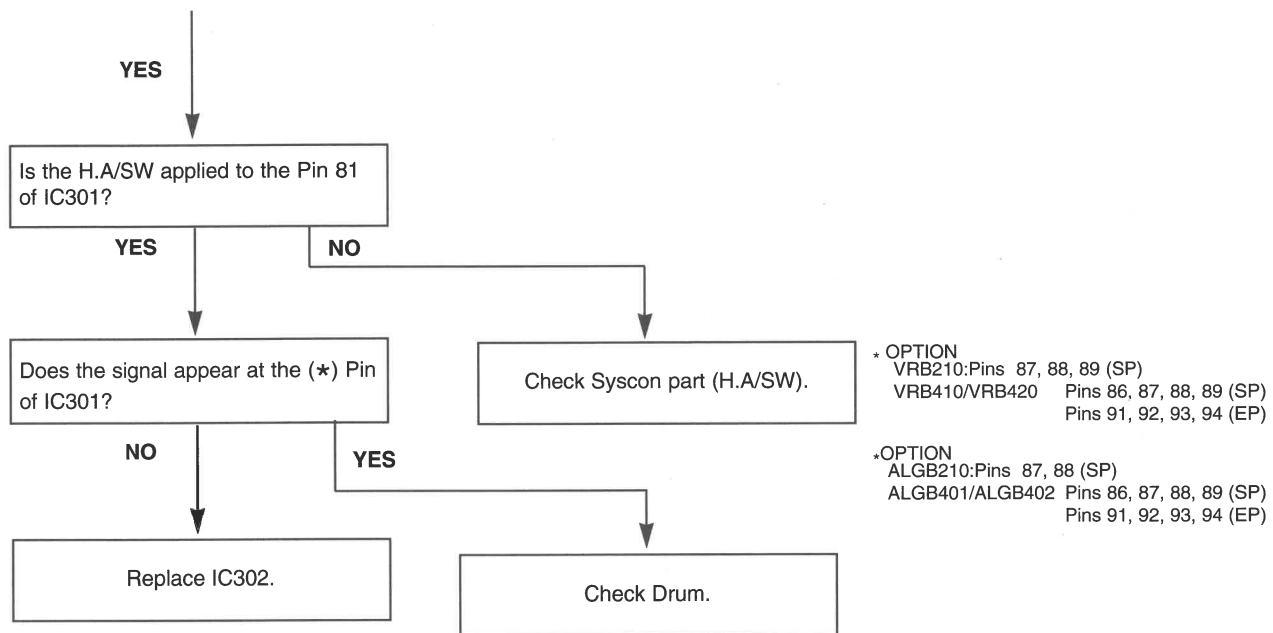 YES
Is the H.A/SW applied to the Pin 81
of IC301?
YES
NO
Does the signal appear at the (*) Pin
of IC301?
Check Syscon part (H.A/SW).
* OPTION
VRB210:Pins 87, 88, 89 (SP)
VRB410/VRB420 Pins 86, 87, 88, 89 (SP)
Pins 91, 92, 93, 94 (EP)
*OPTION
ALGB210:Pins 87, 88 (SP)
ALGB401/ALGB402 Pins 86, 87, 88, 89 (SP)
Pins 91, 92, 93, 94 (EP)
NO
YES
Replace IC302.
Check Drum.